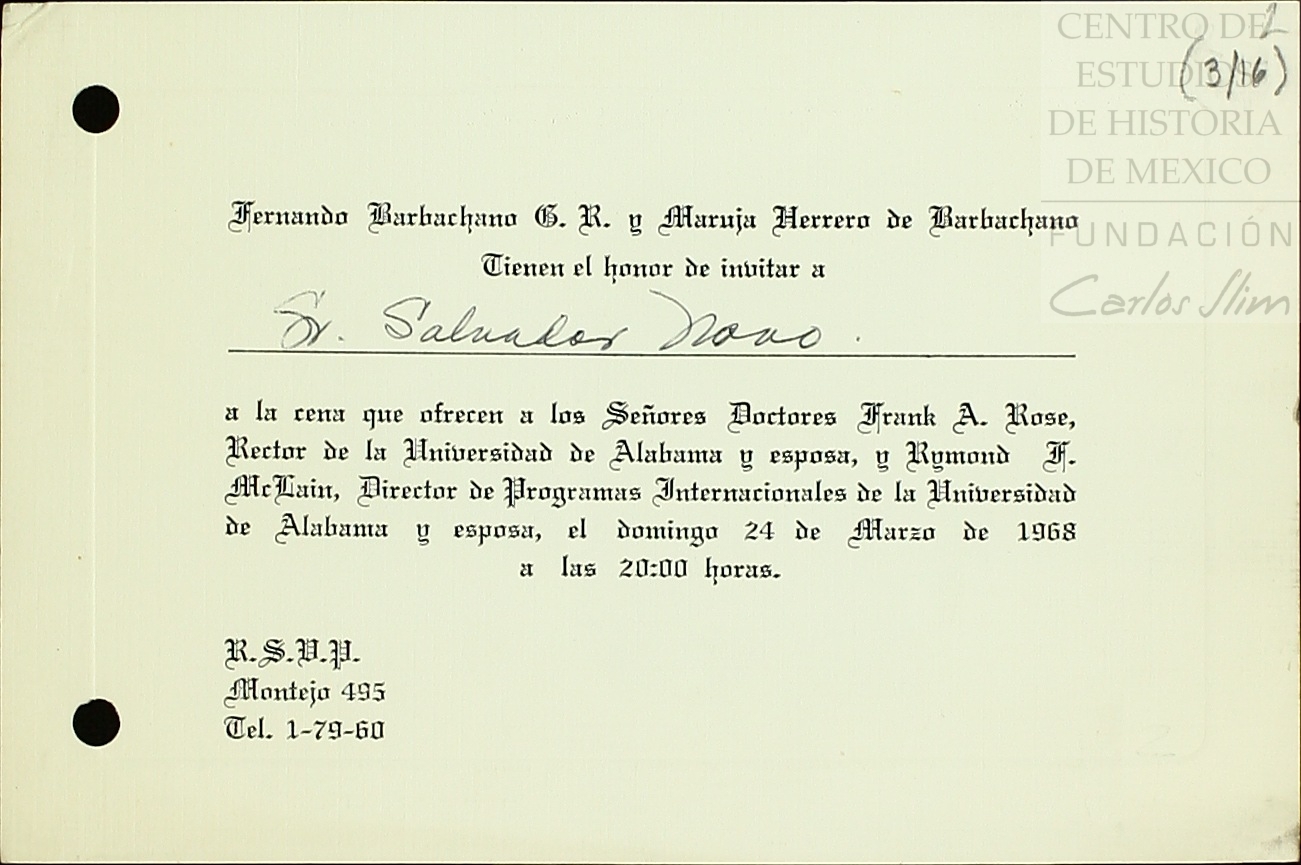 CENTRO DE
ESTUDIOS
DE HISTORIA
DE MEXICO
FUNDACIÓN
Carlos Slim
2
(3/16)
Fernando Barbachano G. R. y Maruja Herrero de Barbachano
Tienen el honor de invitar a
Sr. Salvador Novo.
a la cena que ofrecen a los Señores Doctores Frank A. Rose,
Rector de la Universidad de Alabama y esposa, y Rymond F.
McLain, Director de Programas Internacionales de la Universidad
de Alabama y esposa, el domingo 24 de Marzo de 1968
a las 20:00 horas.
R.S.V.P.
Montejo 495
Tel. 1-79-60